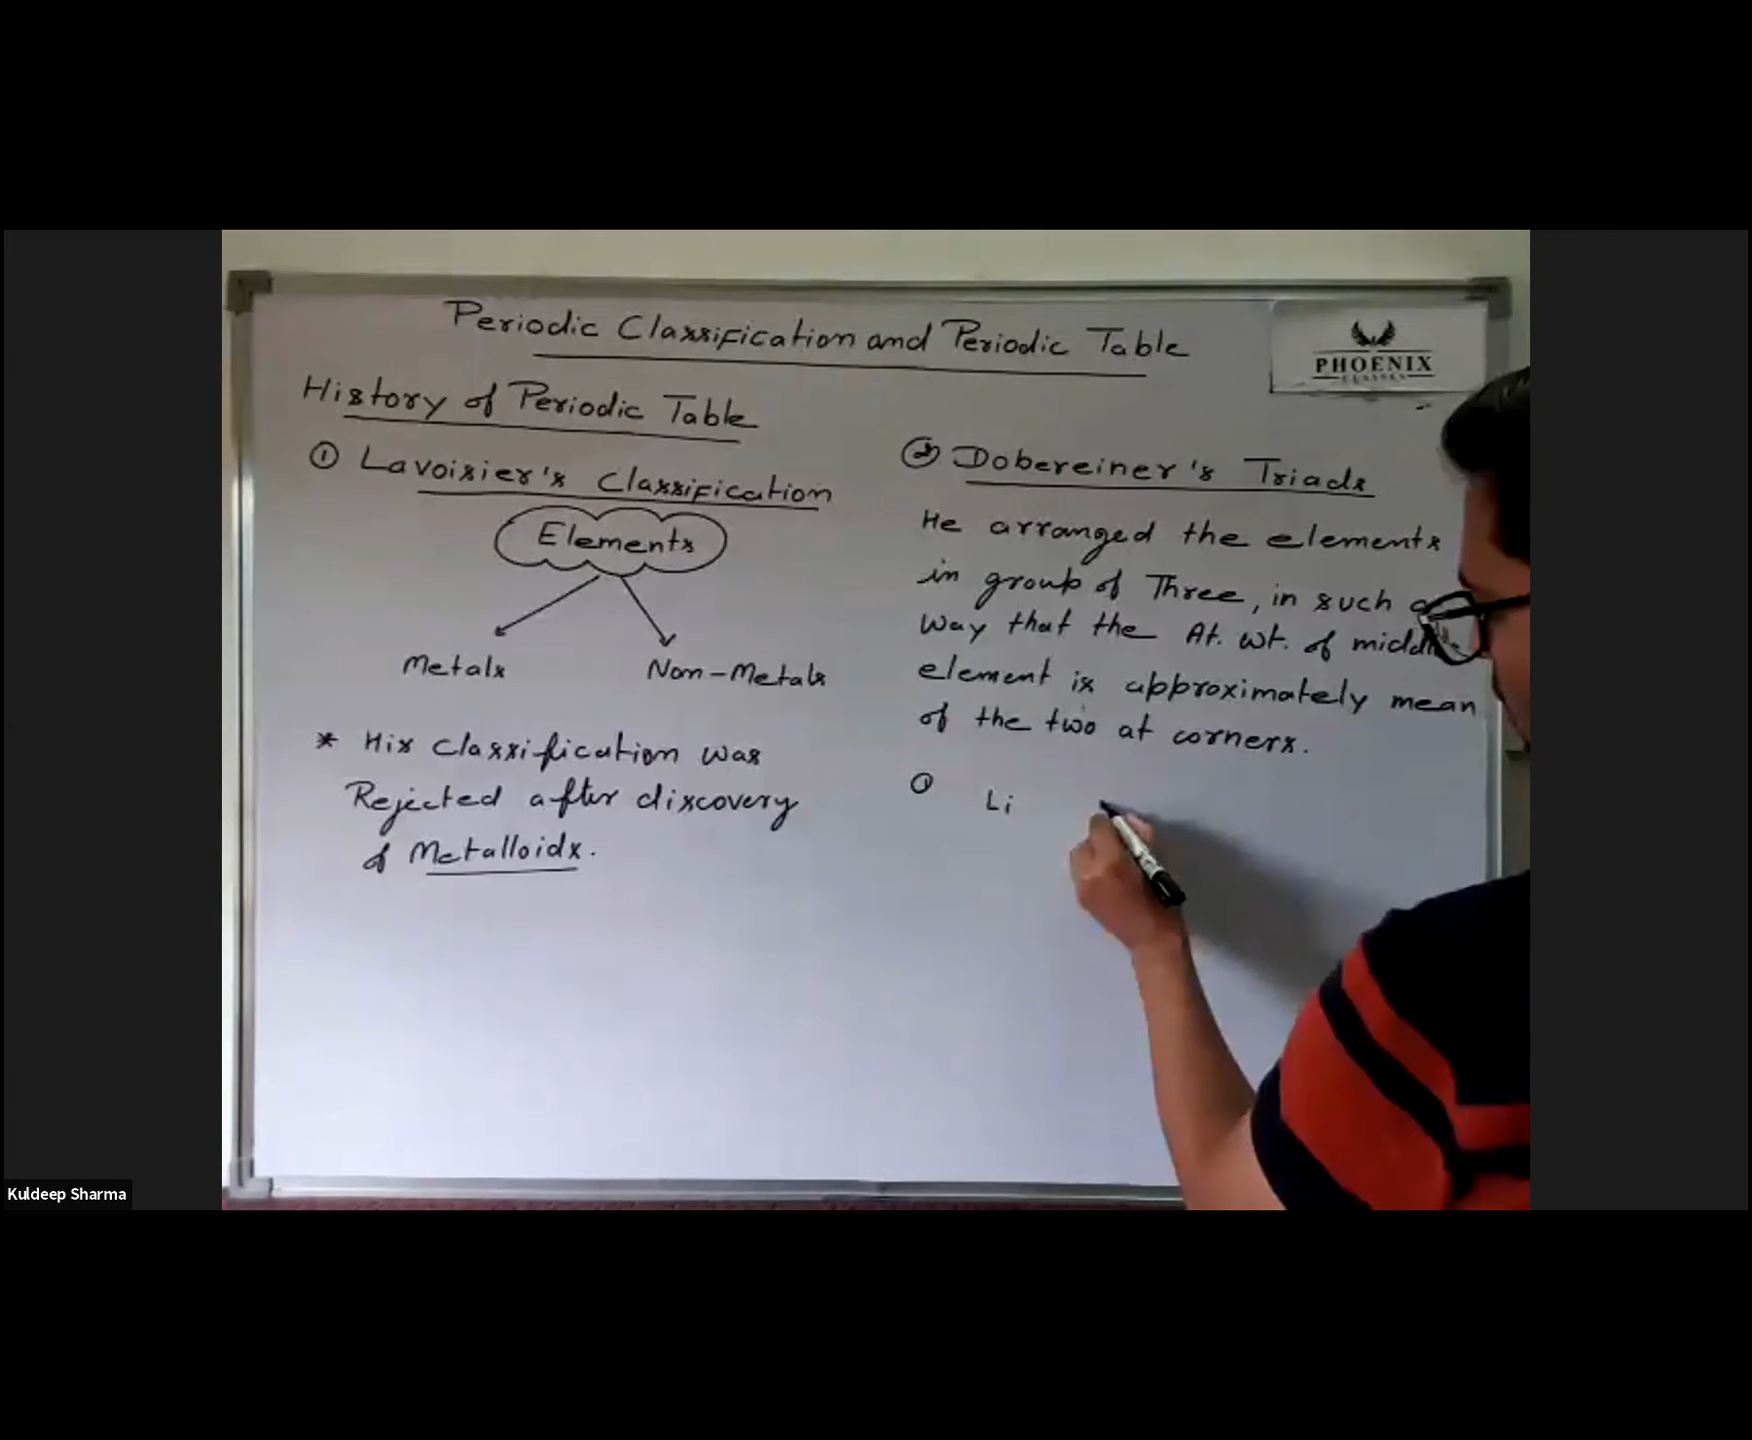 Periodic Classification and Periodic Table
PHOENIX
CLASSES
History of Periodic Table
① Lavoisier's Classification
Elements
Metals
Non-Metals
* His classification was
Rejected after discovery
of Metalloids.
② Dobereiner's Triads
He arranged the elements
in group of Three, in such a
way that the At. wt. of middle
element is approximately mean
of the two at corners.
① Li
Kuldeep Sharma